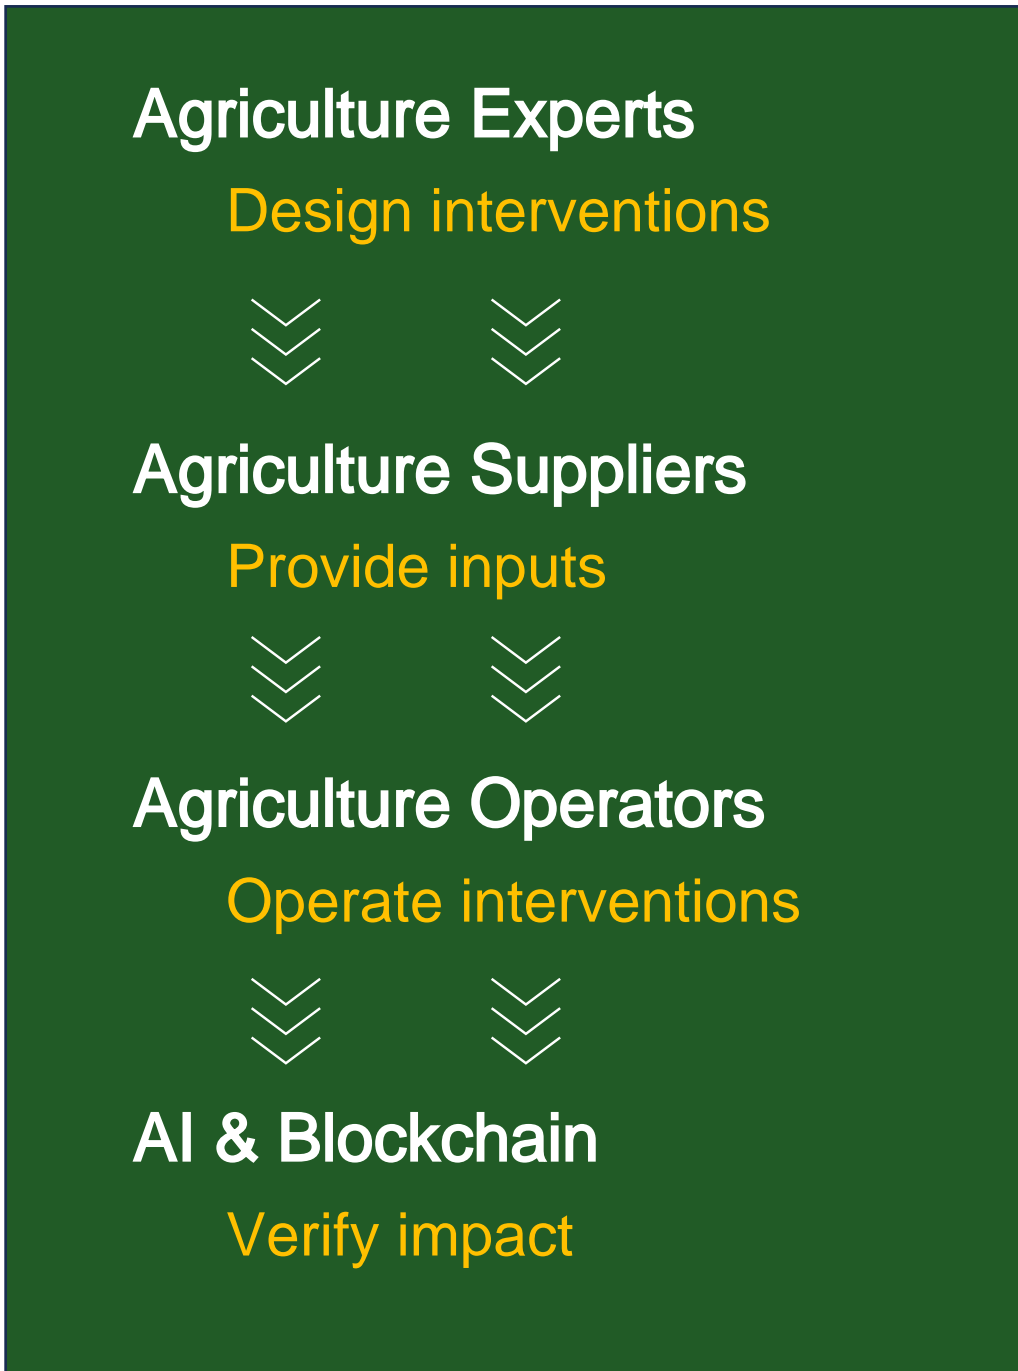 Agriculture Experts
Design interventions
Agriculture Suppliers
Provide inputs
Agriculture Operators
Operate interventions
AI & Blockchain
Verify impact